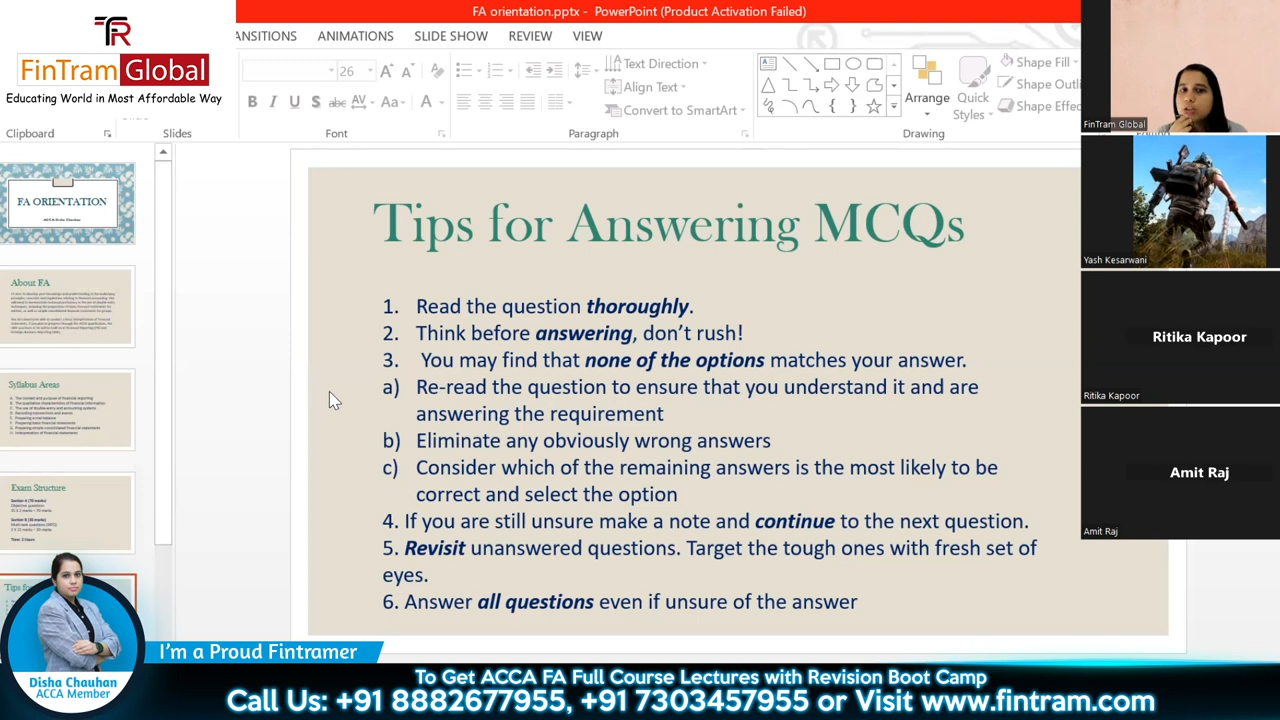 FA orientation.pptx - PowerPoint (Product Activation Failed)
TR
FinTram Global
Educating World in Most Affordable Way
ANSITIONS ANIMATIONS SLIDE SHOW REVIEW VIEW
26
Text Direction
Align Text
Convert to SmartArt
B I U S abc AV Aa A
Arrange
Quick Styles
Shape Fill
Shape Outli
Shape Effec
Clipboard Slides Font Paragraph Drawing
FinTram Global
Yash Kesarwani
Ritika Kapoor
Ritika Kapoor
Amit Raj
Amit Raj
FA ORIENTATION
About FA
Syllabus Areas
Exam Structure
Tips for
Tips for Answering MCQs
1. Read the question thoroughly.
2. Think before answering, don't rush!
3. You may find that none of the options matches your answer.
a) Re-read the question to ensure that you understand it and are
answering the requirement
b) Eliminate any obviously wrong answers
c) Consider which of the remaining answers is the most likely to be
correct and select the option
4. If you are still unsure make a note and continue to the next question.
5. Revisit unanswered questions. Target the tough ones with fresh set of
eyes.
6. Answer all questions even if unsure of the answer
I'm a Proud Fintramer
Disha Chauhan
ACCA Member
To Get ACCA FA Full Course Lectures with Revision Boot Camp
Call Us: +91 8882677955, +91 7303457955 or Visit www.fintram.com